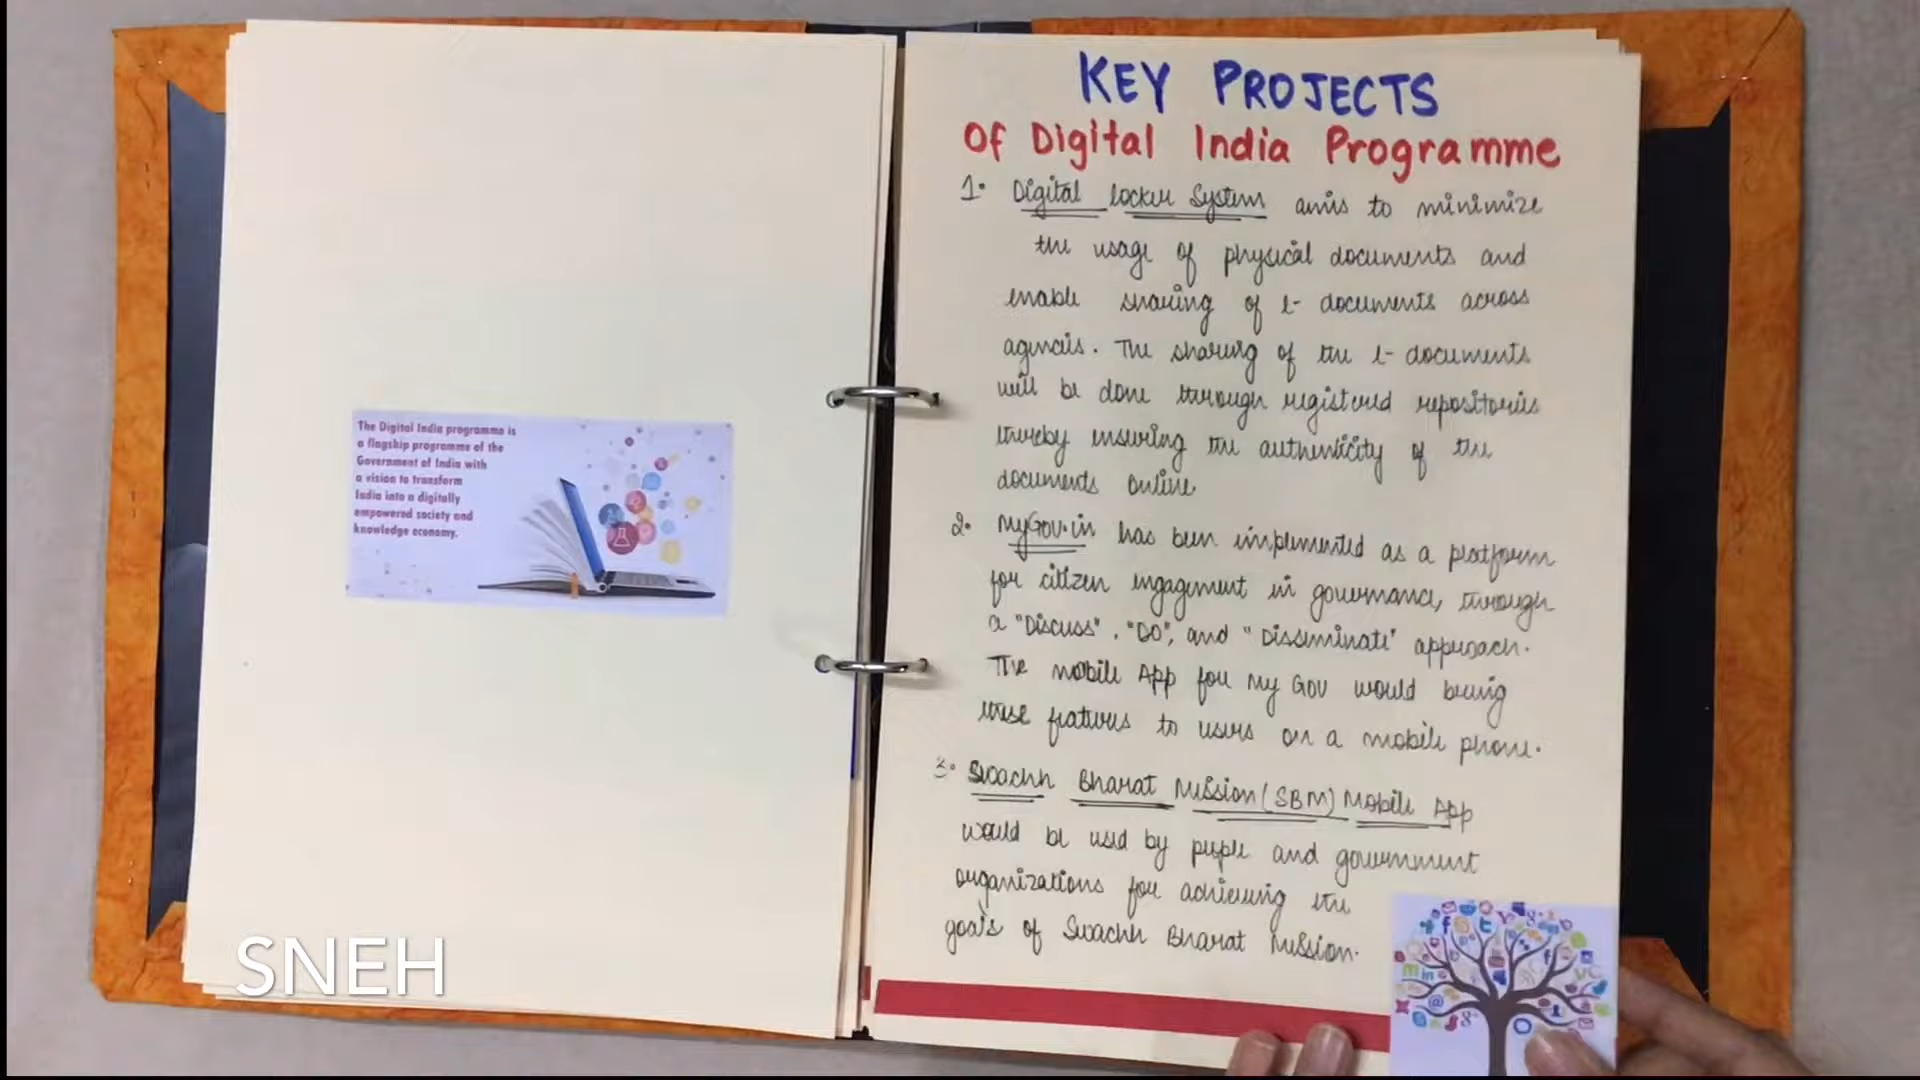 The Digital India programme is
a flagship programme of the
Government of India with
a vision to transform
India into a digitally
empowered society and
knowledge economy.
SNEH
KEY PROJECTS
Of Digital India Programme
1. Digital locker System aims to minimize
the usage of physical documents and
enable sharing of e- documents across
agencies. The sharing of the e- documents
will be done through registered repositories
thereby ensuring the authenticity of the
documents online
2. MyGov.in has been implemented as a platform
for citizen engagement in governance, through
a "Discuss", "DO", and "Disseminate" approach.
The mobile App for My Gov would bring
these features to users on a mobile phone.
3. Swachh Bharat Mission (SBM) Mobile App
would be used by people and government
organizations for achieving the
goals of Swachh Bharat Mission.